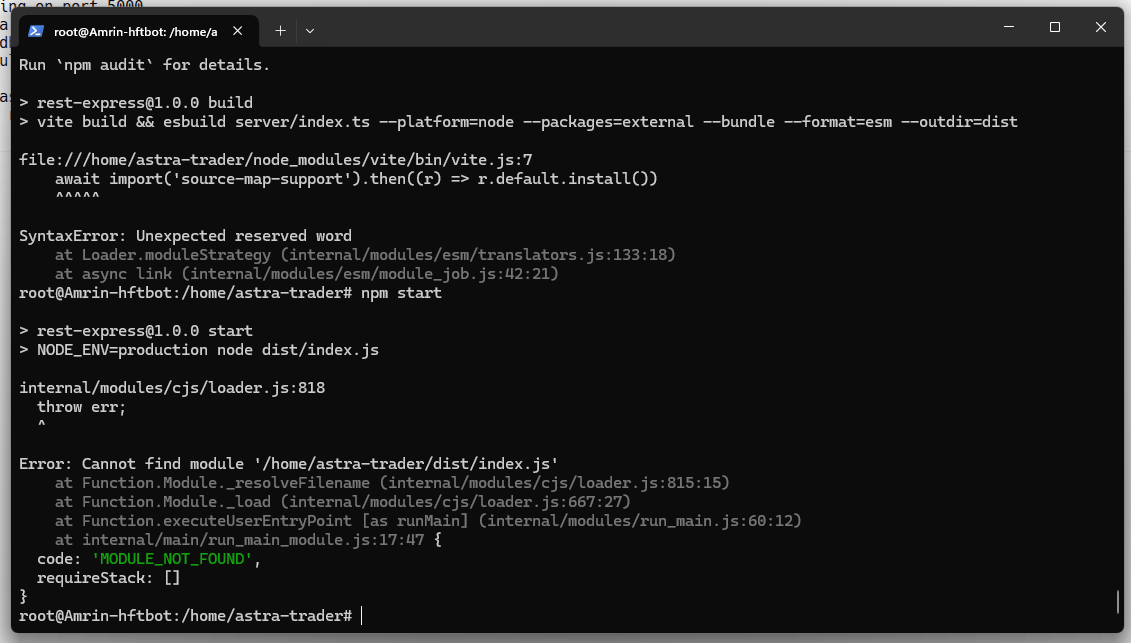 ing on port 5000
root@Amrin-hftbot: /home/a
Run `npm audit` for details.
> rest-express@1.0.0 build
> vite build && esbuild server/index.ts --platform=node --packages=external --bundle --format=esm --outdir=dist
file:///home/astra-trader/node_modules/vite/bin/vite.js:7
    await import('source-map-support').then((r) => r.default.install())
    ^^^^^
SyntaxError: Unexpected reserved word
    at Loader.moduleStrategy (internal/modules/esm/translators.js:133:18)
    at async link (internal/modules/esm/module_job.js:42:21)
root@Amrin-hftbot:/home/astra-trader# npm start
> rest-express@1.0.0 start
> NODE_ENV=production node dist/index.js
internal/modules/cjs/loader.js:818
  throw err;
  ^
Error: Cannot find module '/home/astra-trader/dist/index.js'
    at Function.Module._resolveFilename (internal/modules/cjs/loader.js:815:15)
    at Function.Module._load (internal/modules/cjs/loader.js:667:27)
    at Function.executeUserEntryPoint [as runMain] (internal/modules/run_main.js:60:12)
    at internal/main/run_main_module.js:17:47 {
  code: 'MODULE_NOT_FOUND',
  requireStack: []
}
root@Amrin-hftbot:/home/astra-trader#